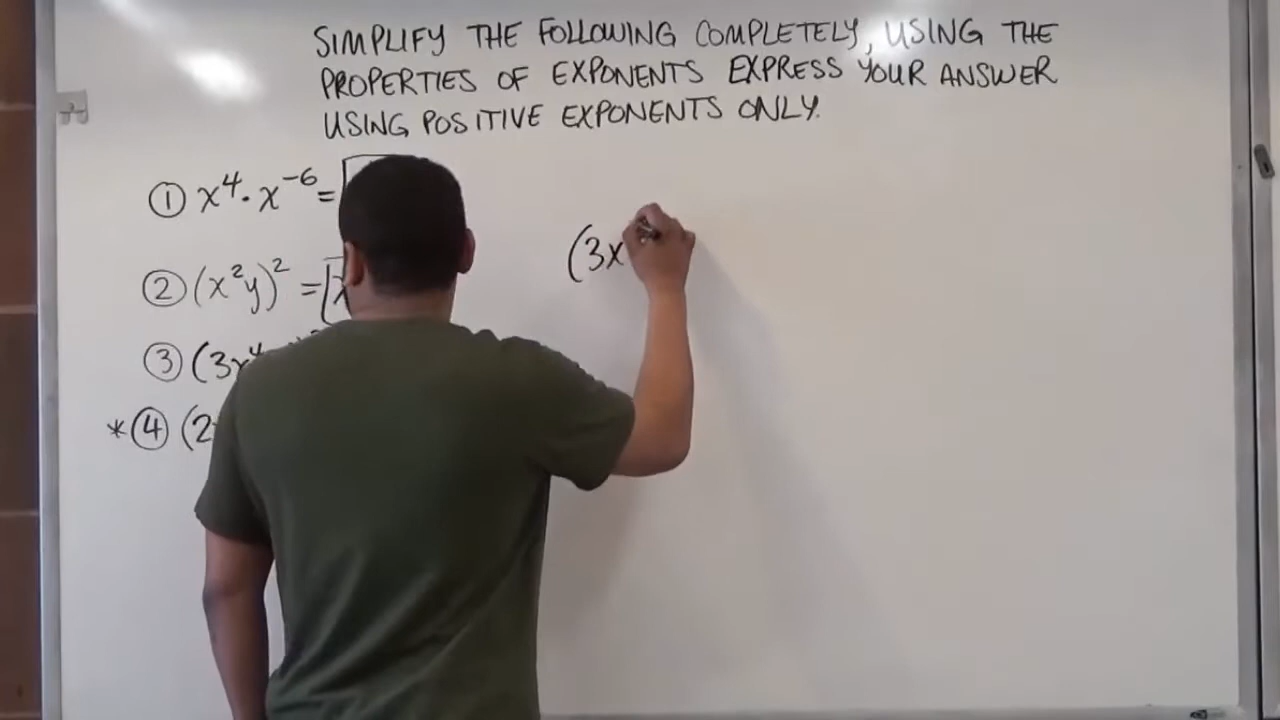 SIMPLIFY THE FOLLOWING COMPLETELY, USING THE
PROPERTIES OF EXPONENTS EXPRESS YOUR ANSWER
USING POSITIVE EXPONENTS ONLY.
① x⁴·x⁻⁶=
(3x
② (x²y)² =
③ (3x⁴
*④ (2